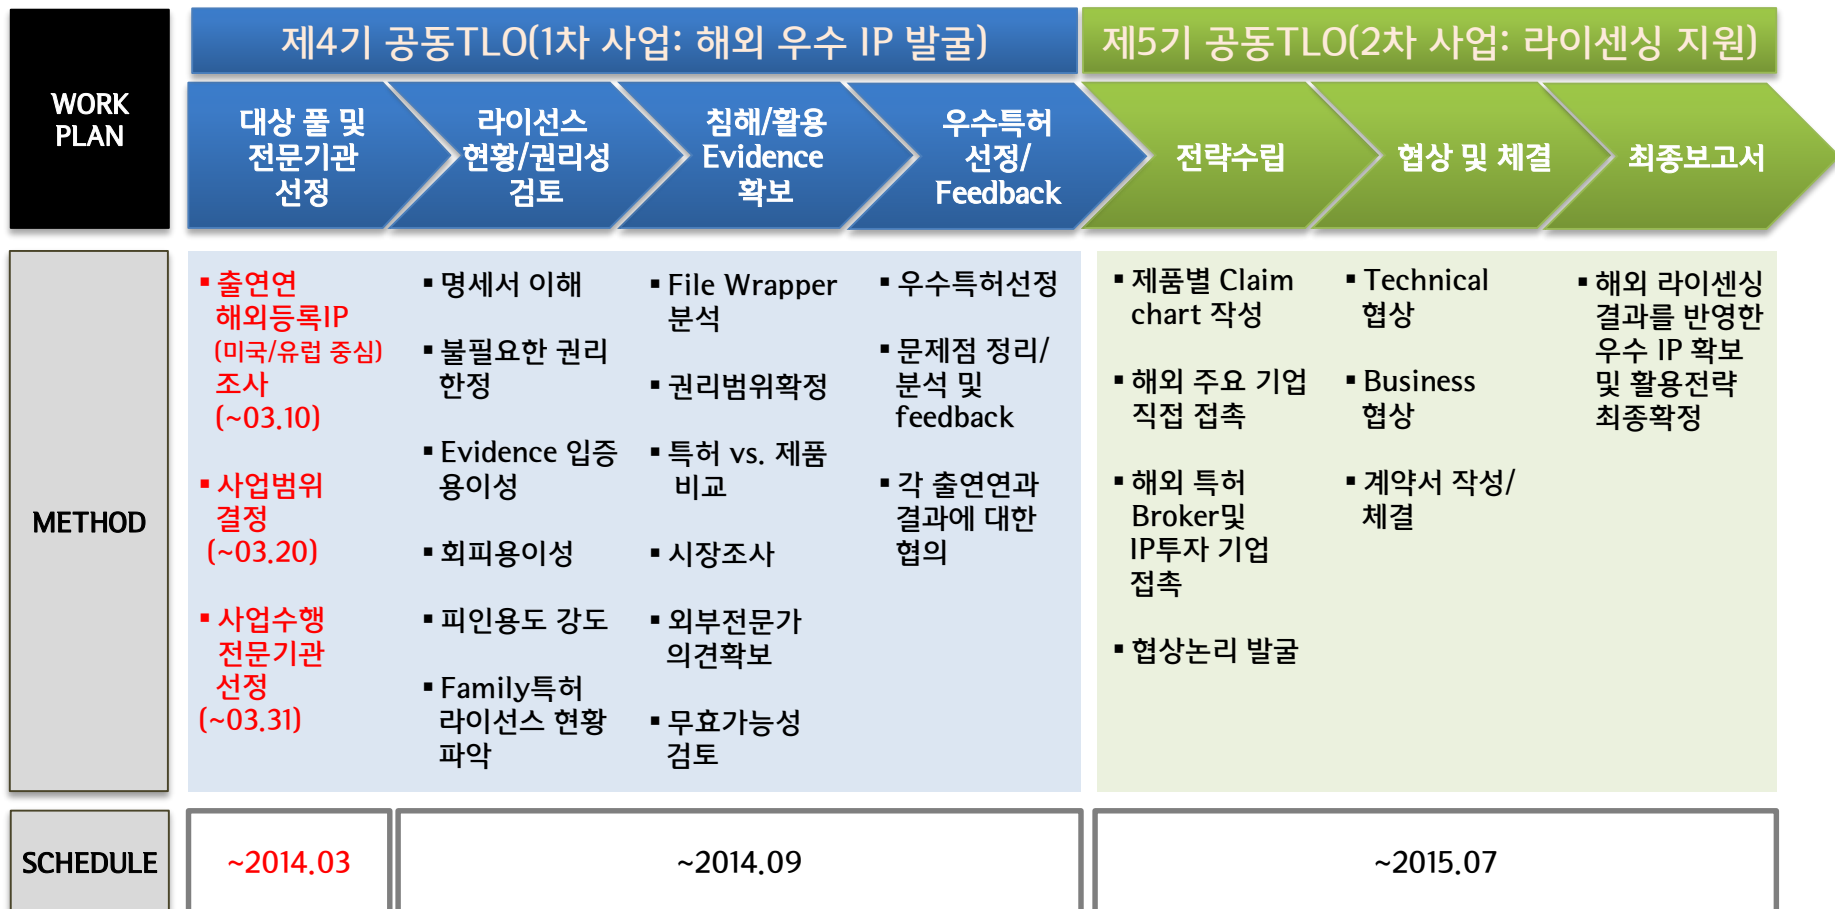 제4기 공동TLO(1차 사업: 해외 우수 IP 발굴)
제5기 공동TLO(2차 사업: 라이센싱 지원)
WORK
PLAN
대상 풀 및
전문기관
선정
라이선스
현황/권리성
검토
침해/활용
Evidence
확보
우수특허
선정/
Feedback
전략수립
협상 및 체결
최종보고서
METHOD
▪ 출연연
해외등록IP
(미국/유럽 중심)
조사
(~03.10)
▪ 사업범위
결정
(~03.20)
▪ 사업수행
전문기관
선정
(~03.31)
▪ 명세서 이해
▪ 불필요한 권리
한정
▪ Evidence 입증
용이성
▪ 회피용이성
▪ 피인용도 강도
▪ Family특허
라이선스 현황
파악
▪ File Wrapper
분석
▪ 권리범위확정
▪ 특허 vs. 제품
비교
▪ 시장조사
▪ 외부전문가
의견확보
▪ 무효가능성
검토
▪ 우수특허선정
▪ 문제점 정리/
분석 및
feedback
▪ 각 출연연과
결과에 대한
협의
▪ 제품별 Claim
chart 작성
▪ 해외 주요 기업
직접 접촉
▪ 해외 특허
Broker및
IP투자 기업
접촉
▪ 협상논리 발굴
▪ Technical
협상
▪ Business
협상
▪ 계약서 작성/
체결
▪ 해외 라이센싱
결과를 반영한
우수 IP 확보
및 활용전략
최종확정
SCHEDULE
~2014.03
~2014.09
~2015.07